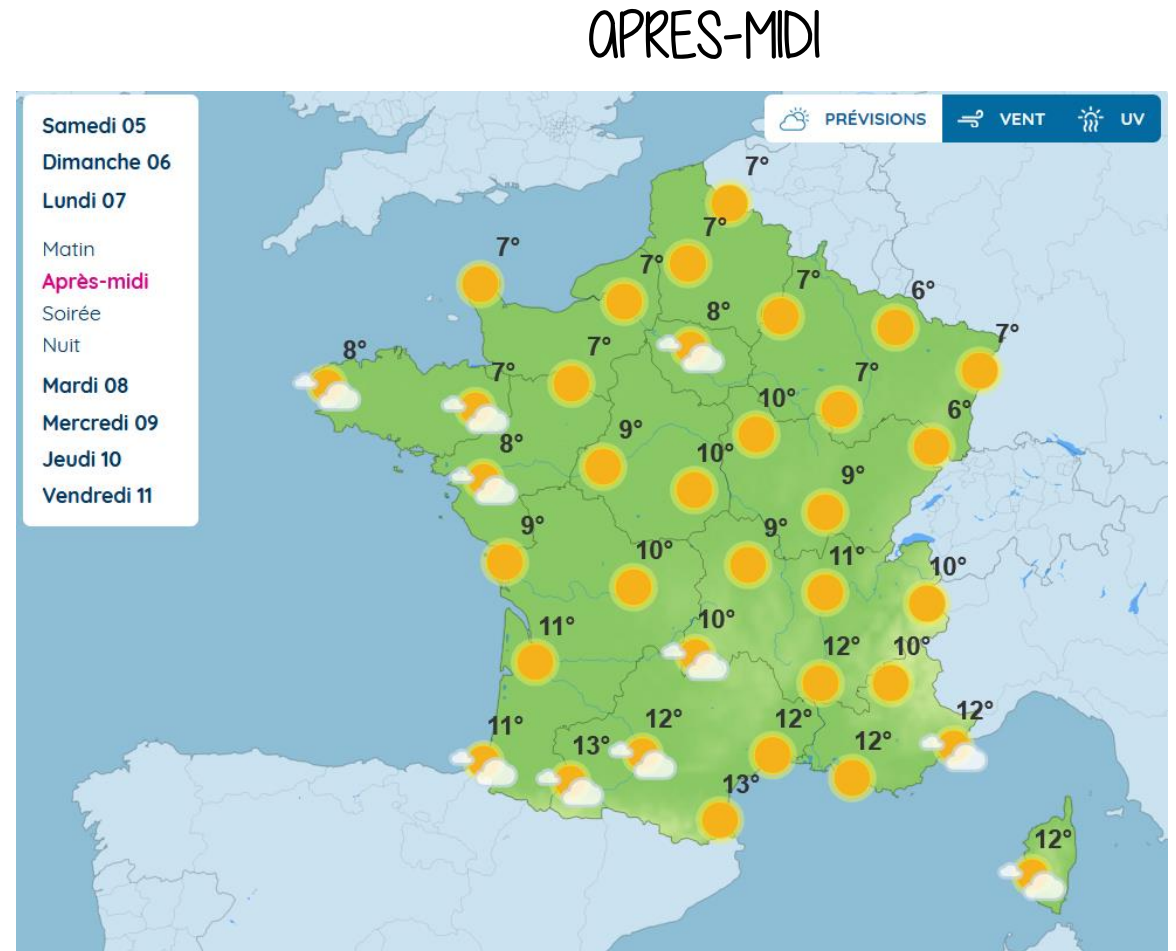 APRES-MIDI
PRÉVISIONS VENT UV
Samedi 05
Dimanche 06
Lundi 07
Matin
Après-midi
Soirée
Nuit
Mardi 08
Mercredi 09
Jeudi 10
Vendredi 11
7°
7°
7°
7°
7°
6°
8°
7°
8°
7°
7°
7°
10°
6°
9°
8°
10°
9°
9°
9°
10°
11°
10°
11°
10°
12°
10°
11°
13°
12°
12°
12°
12°
13°
12°